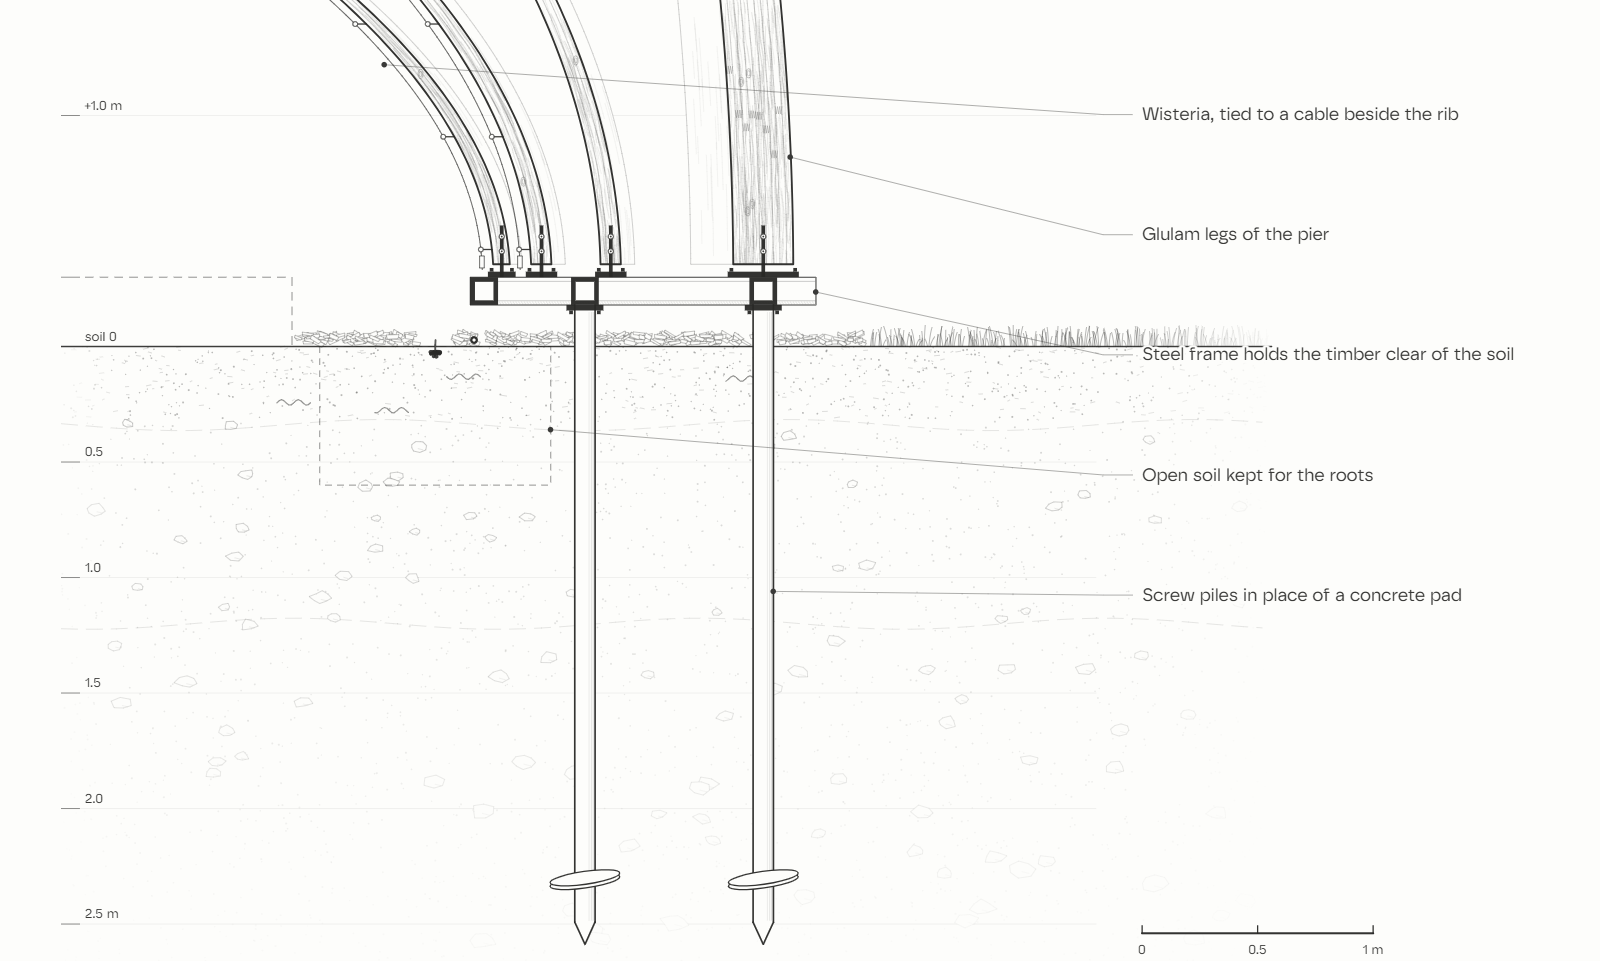 +1.0 m
Wisteria, tied to a cable beside the rib
Glulam legs of the pier
soil 0
Steel frame holds the timber clear of the soil
0.5
Open soil kept for the roots
1.0
Screw piles in place of a concrete pad
1.5
2.0
2.5 m
0 0.5 1 m